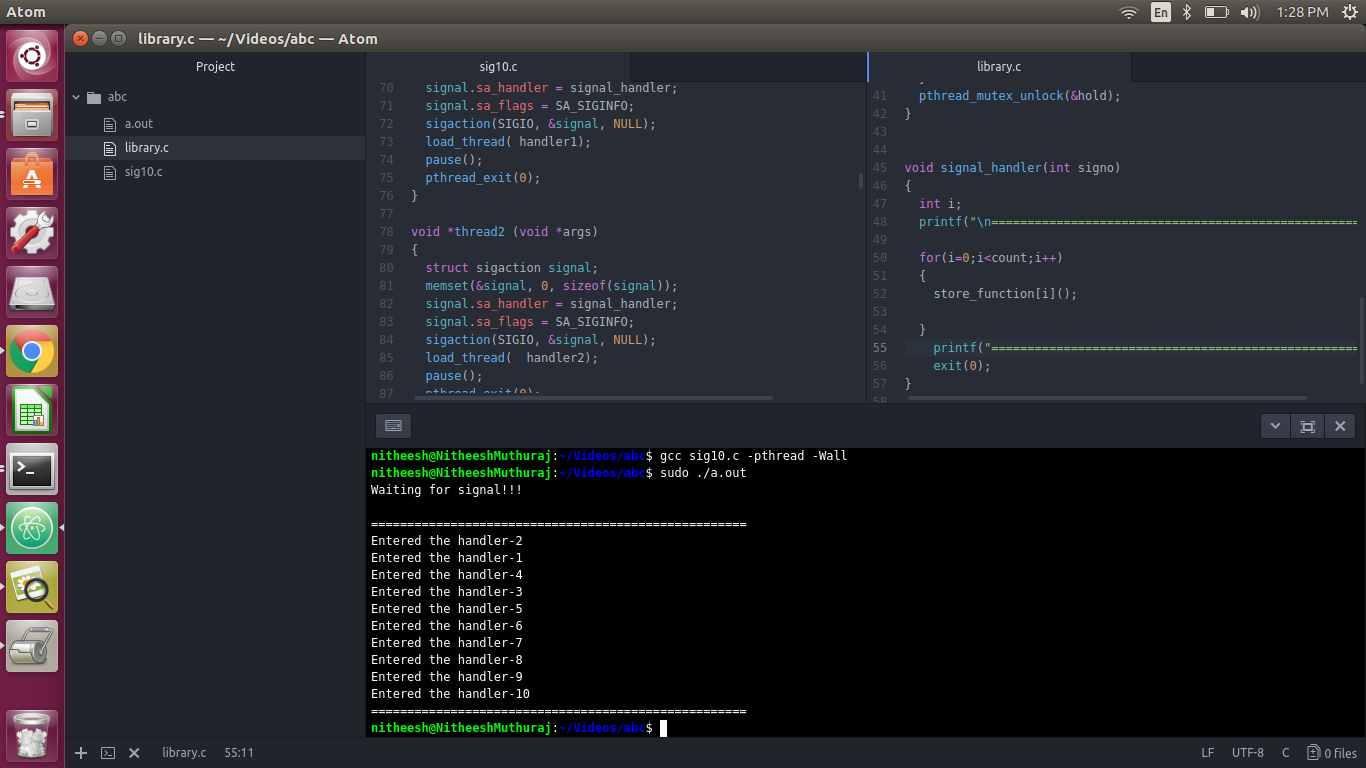 Atom
En
1:28 PM
library.c — ~/Videos/abc — Atom
Project
abc
a.out
library.c
sig10.c
sig10.c
70 signal.sa_handler = signal_handler;
71 signal.sa_flags = SA_SIGINFO;
72 sigaction(SIGIO, &signal, NULL);
73 load_thread( handler1);
74 pause();
75 pthread_exit(0);
76 }
77
78 void *thread2 (void *args)
79 {
80 struct sigaction signal;
81 memset(&signal, 0, sizeof(signal));
82 signal.sa_handler = signal_handler;
83 signal.sa_flags = SA_SIGINFO;
84 sigaction(SIGIO, &signal, NULL);
85 load_thread(  handler2);
86 pause();
87 pthread_exit(0);
library.c
41 pthread_mutex_unlock(&hold);
42 }
43
44
45 void signal_handler(int signo)
46 {
47 int i;
48 printf("\n===================================================
49
50 for(i=0;i<count;i++)
51 {
52 store_function[i]();
53
54 }
55 printf("===================================================
56 exit(0);
57 }
58
nitheesh@NitheeshMuthuraj:~/Videos/abc$ gcc sig10.c -pthread -Wall
nitheesh@NitheeshMuthuraj:~/Videos/abc$ sudo ./a.out
Waiting for signal!!!
====================================================
Entered the handler-2
Entered the handler-1
Entered the handler-4
Entered the handler-3
Entered the handler-5
Entered the handler-6
Entered the handler-7
Entered the handler-8
Entered the handler-9
Entered the handler-10
====================================================
nitheesh@NitheeshMuthuraj:~/Videos/abc$
library.c 55:11
LF UTF-8 C 0 files